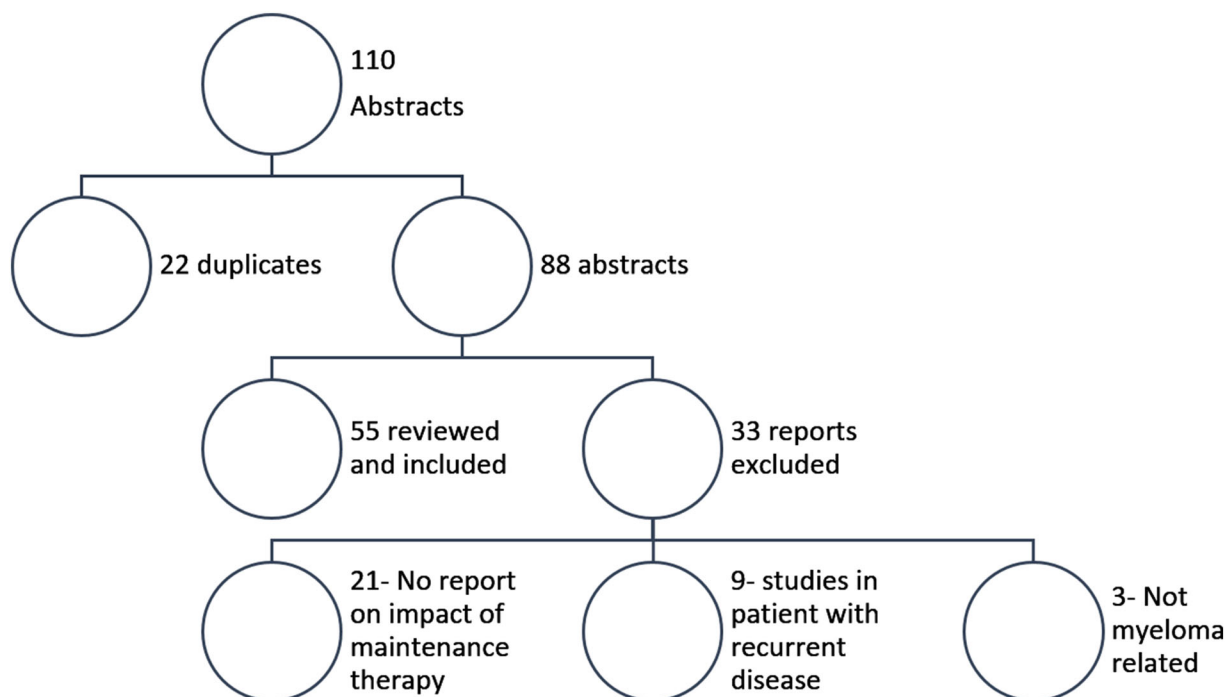 110
Abstracts
22 duplicates
88 abstracts
55 reviewed
and included
33 reports
excluded
21- No report
on impact of
maintenance
therapy
9- studies in
patient with
recurrent
disease
3- Not
myeloma
related